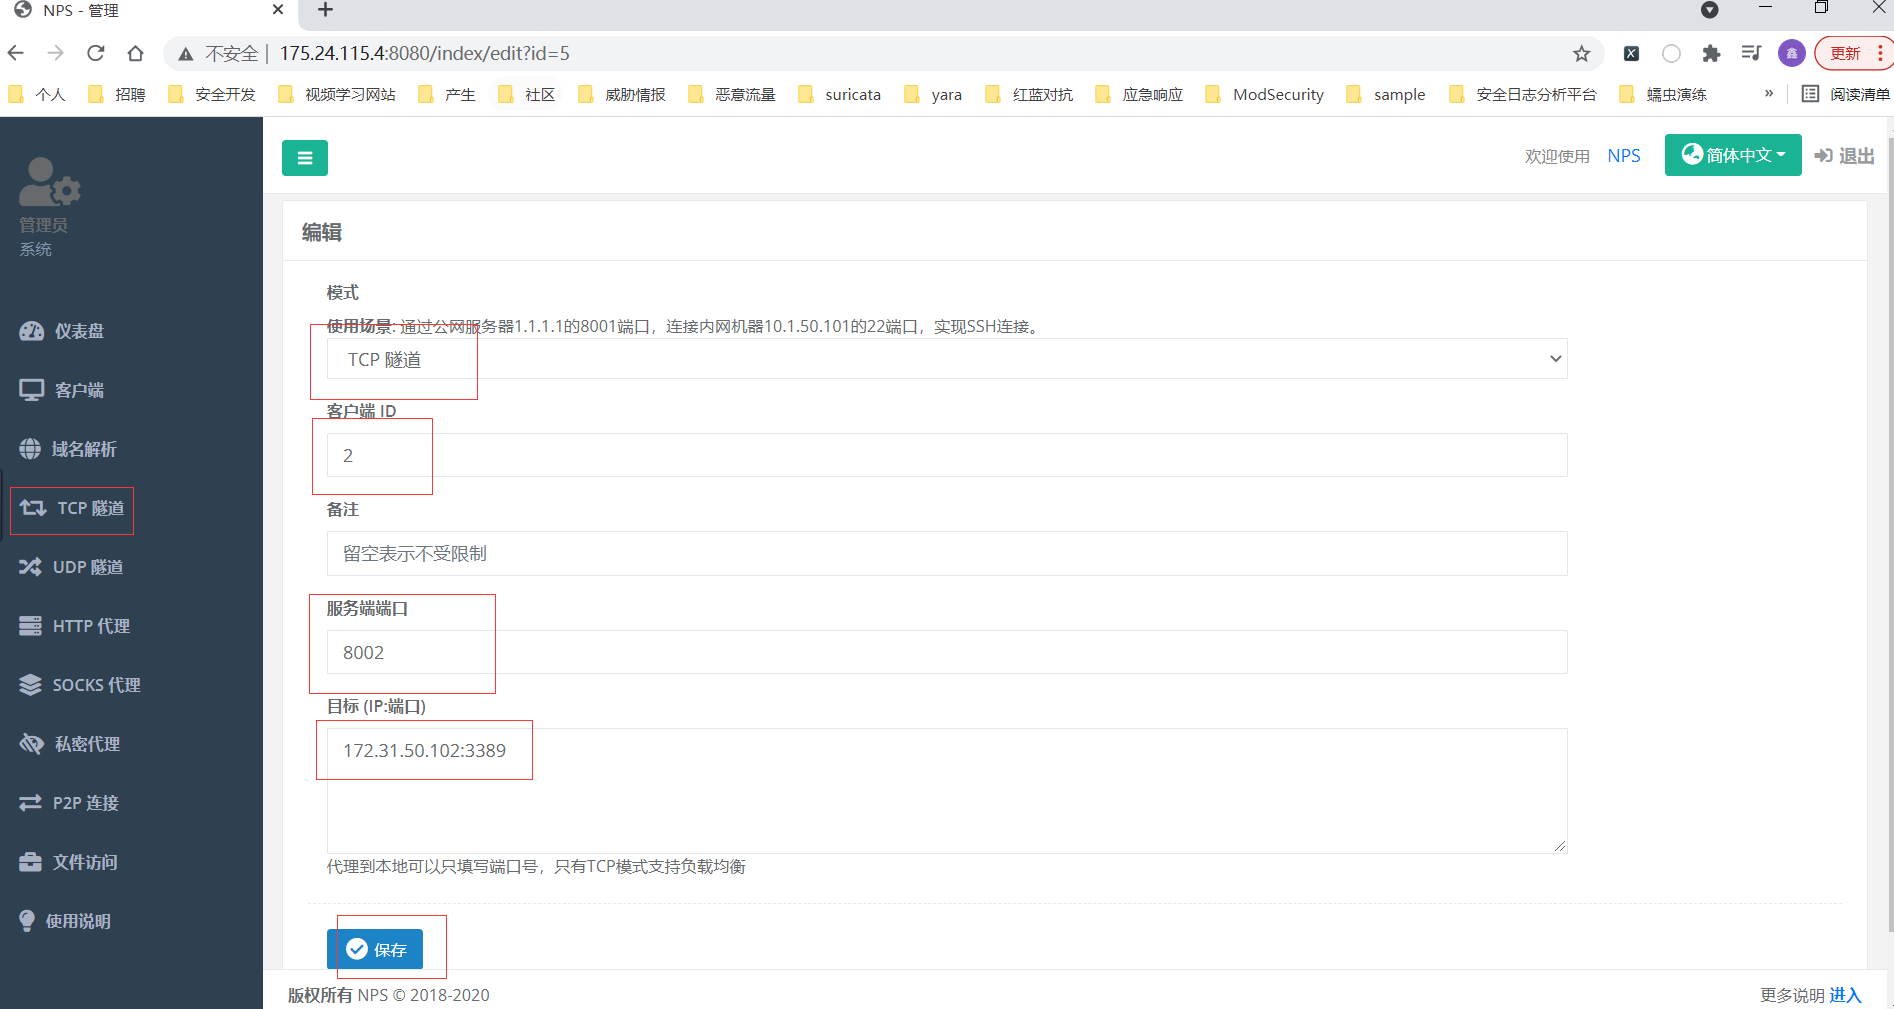 NPS - 管理
不安全 | 175.24.115.4:8080/index/edit?id=5
鑫
更新
个人 招聘 安全开发 视频学习网站 产生 社区 威胁情报 恶意流量 suricata yara 红蓝对抗 应急响应 ModSecurity sample 安全日志分析平台 蠕虫演练 » 阅读清单
欢迎使用 NPS 简体中文 退出
管理员
系统
仪表盘
客户端
域名解析
TCP 隧道
UDP 隧道
HTTP 代理
SOCKS 代理
私密代理
P2P 连接
文件访问
使用说明
编辑
模式
使用场景: 通过公网服务器1.1.1.1的8001端口，连接内网机器10.1.50.101的22端口，实现SSH连接。
TCP 隧道
客户端 ID
2
备注
留空表示不受限制
服务端端口
8002
目标 (IP:端口)
172.31.50.102:3389
代理到本地可以只填写端口号，只有TCP模式支持负载均衡
保存
版权所有 NPS © 2018-2020
更多说明 进入